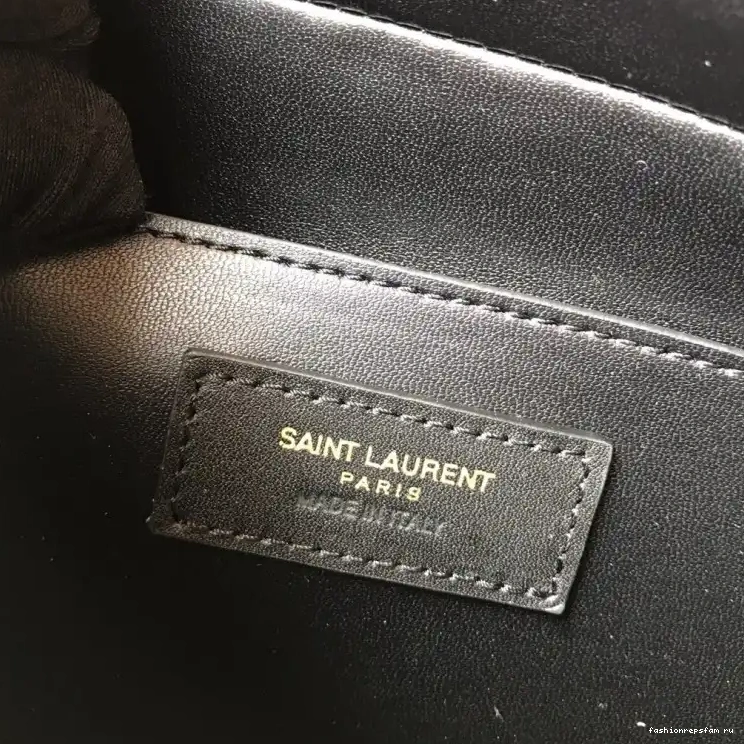 SAINT LAURENT
PARIS
MADE IN ITALY
fashionrepsfam.ru